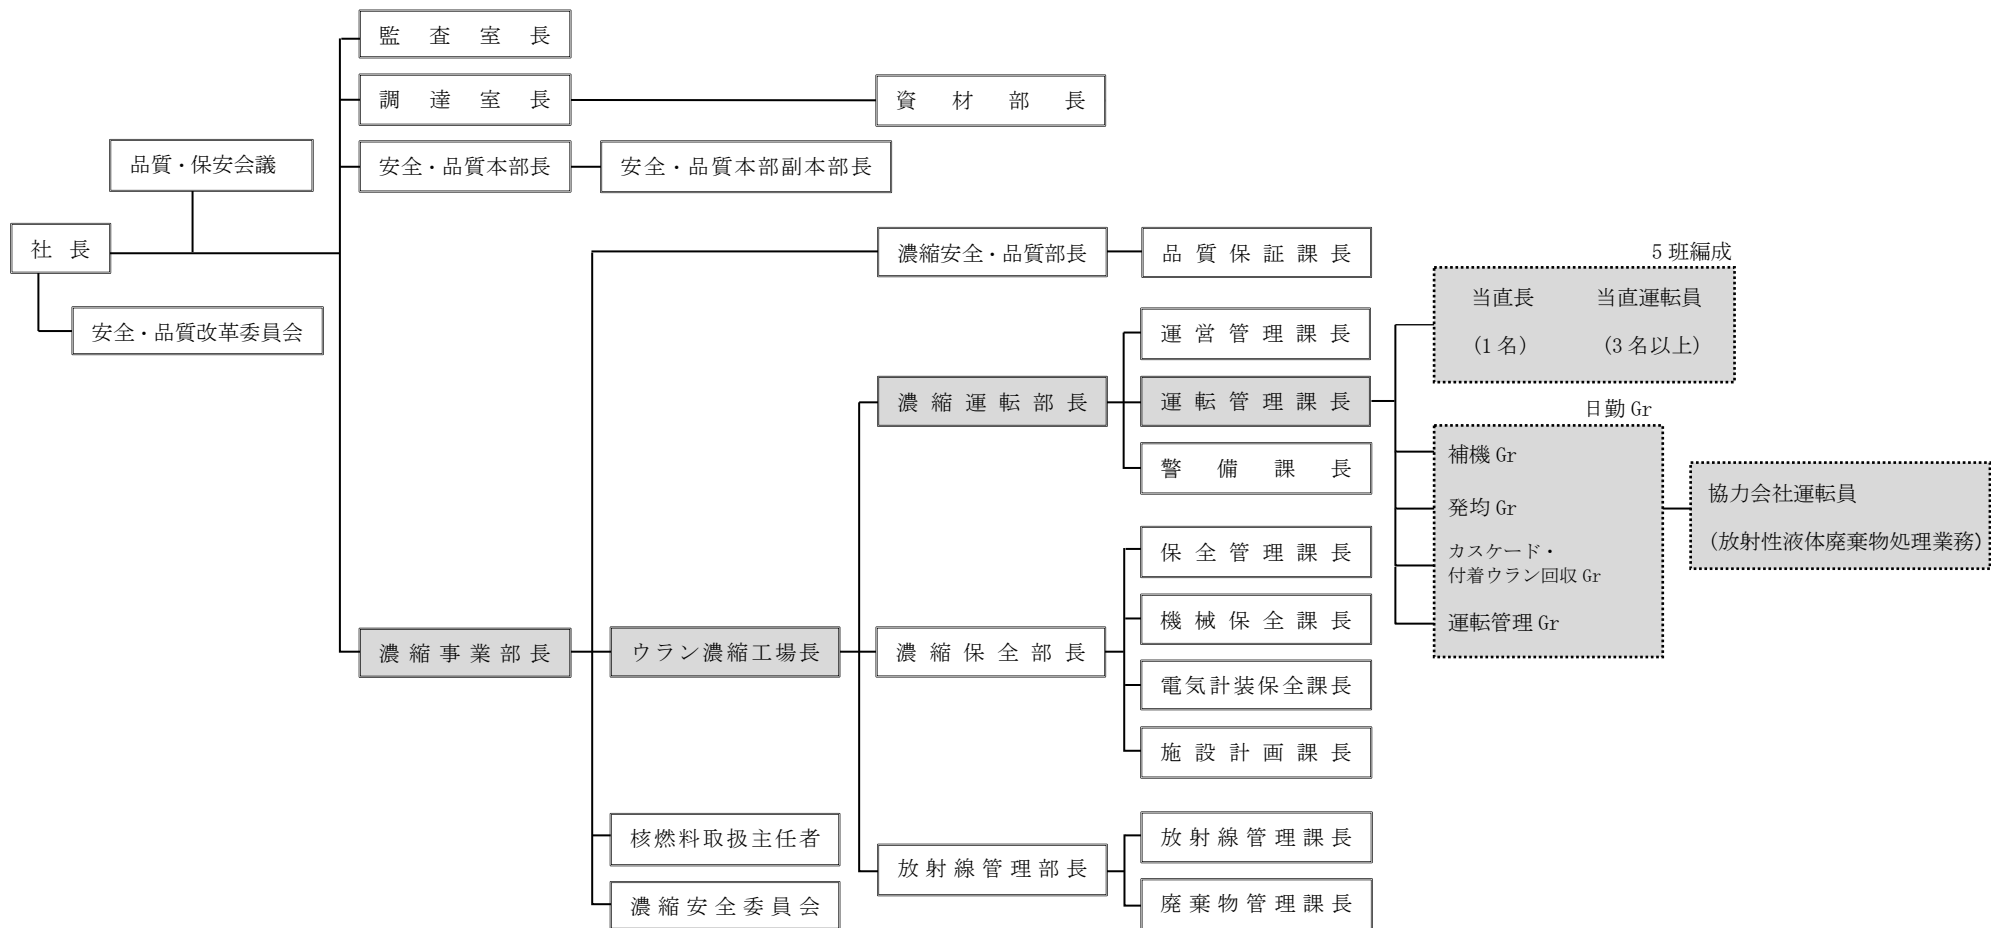 監査室長
調達室長
資材部長
品質・保安会議
安全・品質本部長
安全・品質本部副本部長
社長
安全・品質改革委員会
濃縮安全・品質部長
品質保証課長
5班編成
当直長 当直運転員
(1名) (3名以上)
運営管理課長
濃縮運転部長
運転管理課長
警備課長
日勤Gr
補機Gr
発均Gr
カスケード・
付着ウラン回収Gr
運転管理Gr
協力会社運転員
(放射性液体廃棄物処理業務)
保全管理課長
機械保全課長
濃縮事業部長
ウラン濃縮工場長
濃縮保全部長
電気計装保全課長
施設計画課長
核燃料取扱主任者
放射線管理部長
放射線管理課長
濃縮安全委員会
廃棄物管理課長